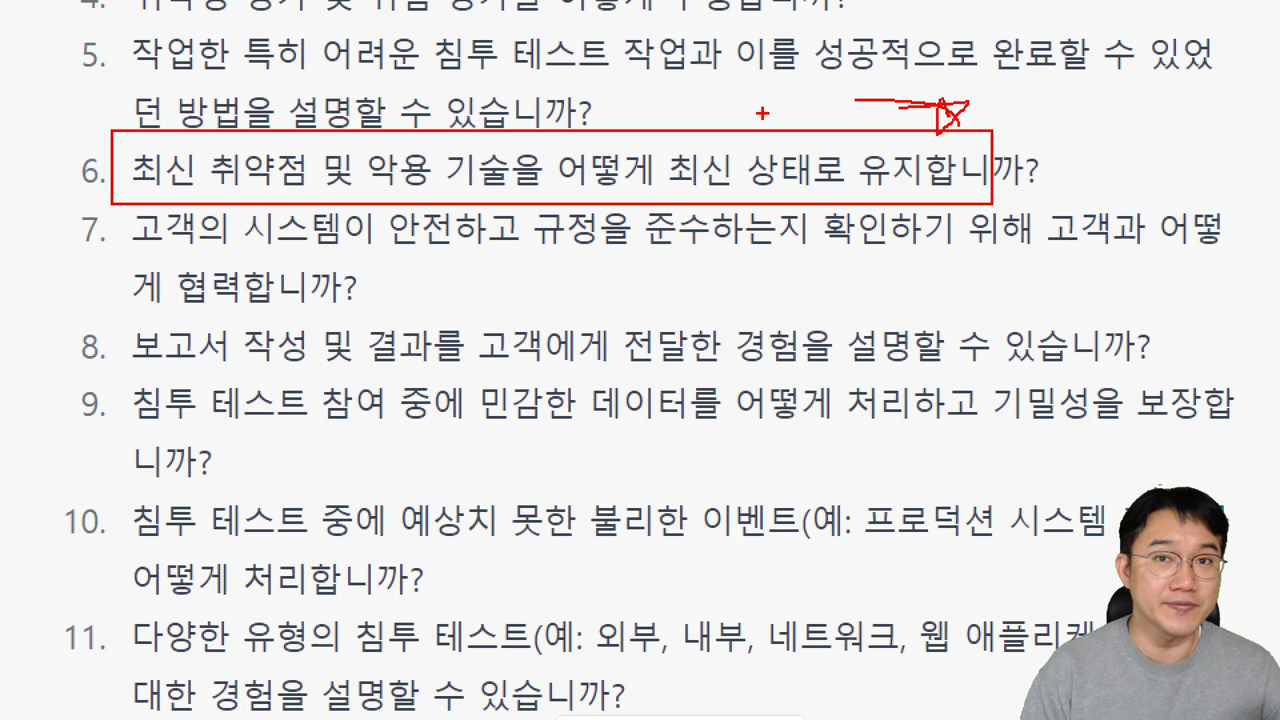 5. 작업한 특히 어려운 침투 테스트 작업과 이를 성공적으로 완료할 수 있었
던 방법을 설명할 수 있습니까?
6. 최신 취약점 및 악용 기술을 어떻게 최신 상태로 유지합니까?
7. 고객의 시스템이 안전하고 규정을 준수하는지 확인하기 위해 고객과 어떻
게 협력합니까?
8. 보고서 작성 및 결과를 고객에게 전달한 경험을 설명할 수 있습니까?
9. 침투 테스트 참여 중에 민감한 데이터를 어떻게 처리하고 기밀성을 보장합
니까?
10. 침투 테스트 중에 예상치 못한 불리한 이벤트(예: 프로덕션 시스템
어떻게 처리합니까?
11. 다양한 유형의 침투 테스트(예: 외부, 내부, 네트워크, 웹 애플리케
대한 경험을 설명할 수 있습니까?